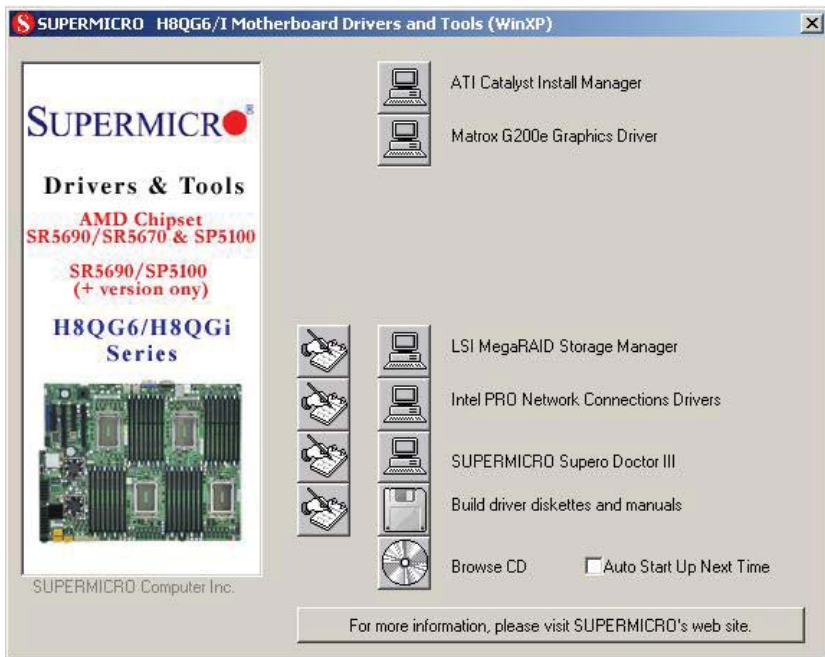 SUPERMICRO H8QG6/I Motherboard Drivers and Tools (WinXP)
SUPERMICRO®
Drivers & Tools
AMD Chipset
SR5690/SR5670 & SP5100
SR5690/SP5100
(+ version ony)
H8QG6/H8QGi
Series
SUPERMICRO Computer Inc.
ATI Catalyst Install Manager
Matrox G200e Graphics Driver
LSI MegaRAID Storage Manager
Intel PRO Network Connections Drivers
SUPERMICRO Supero Doctor III
Build driver diskettes and manuals
Browse CD
Auto Start Up Next Time
For more information, please visit SUPERMICRO's web site.